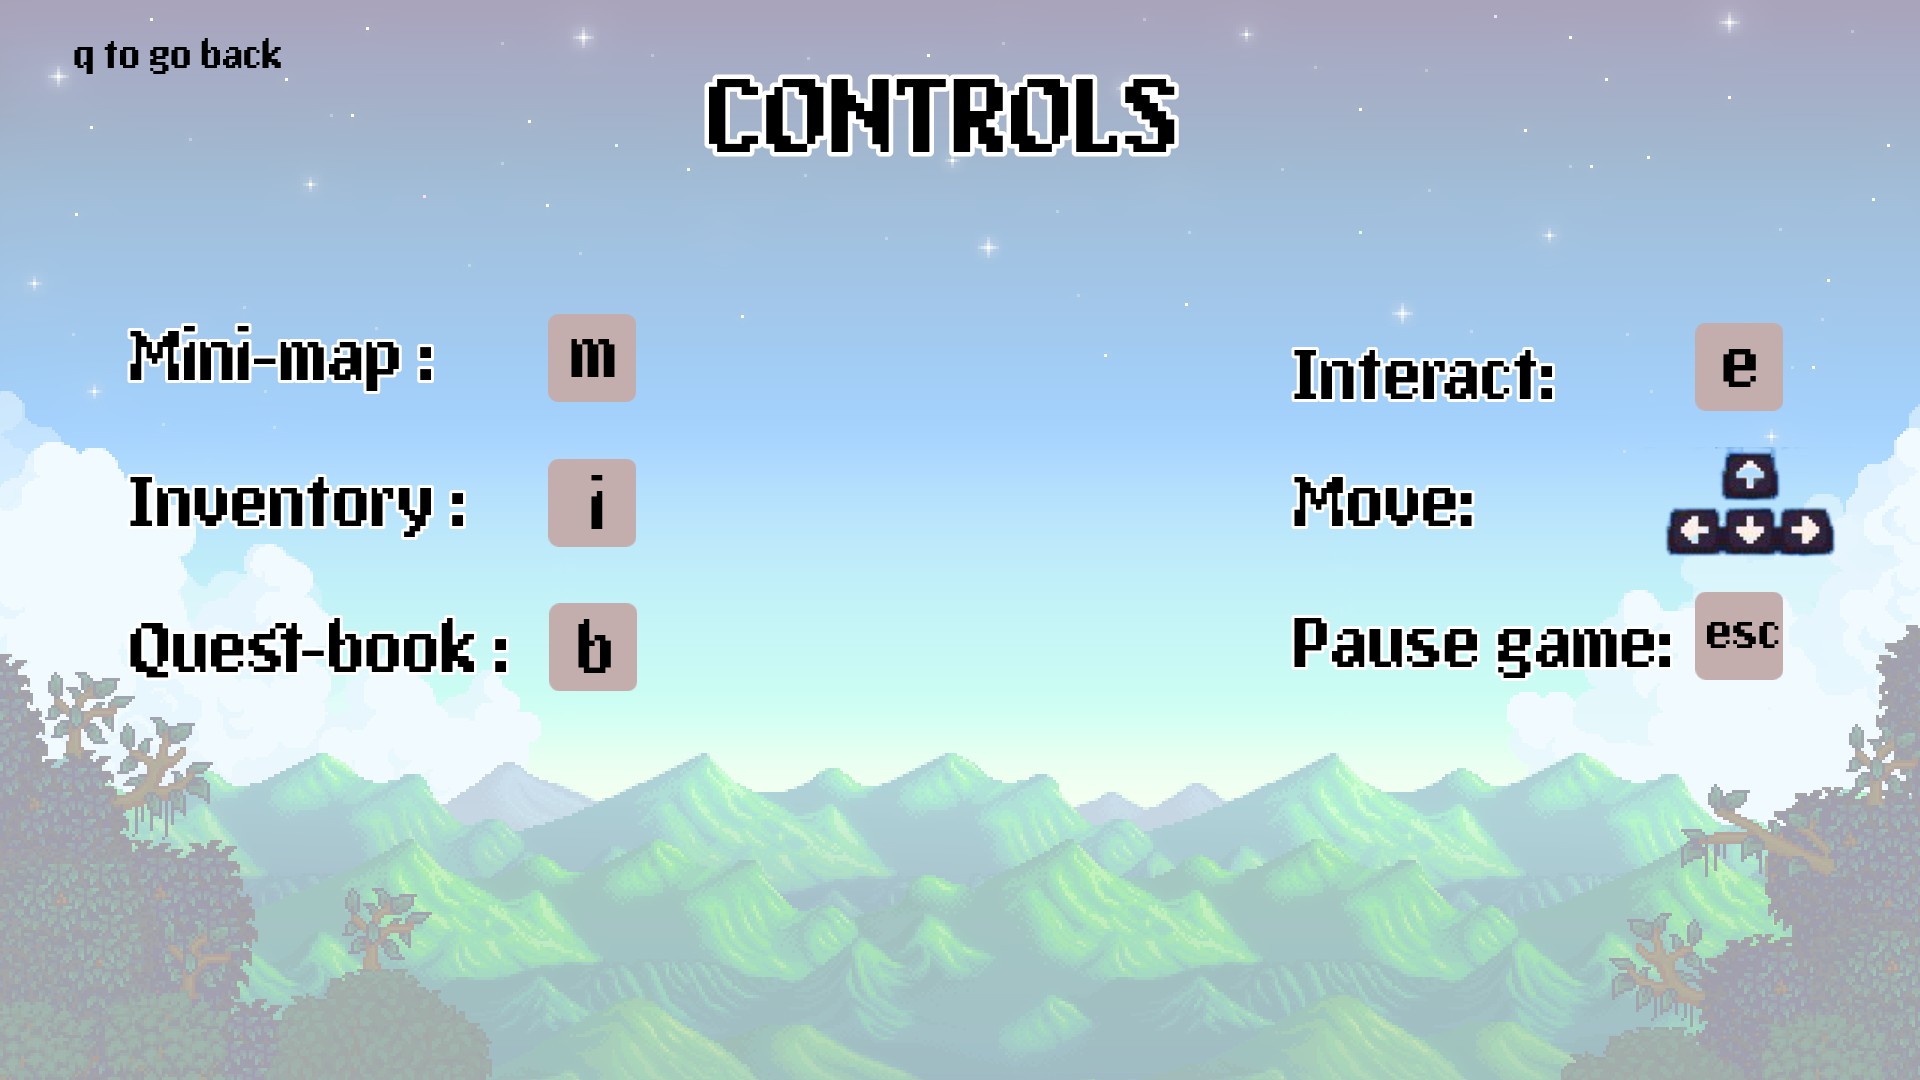 q to go back
CONTROLS
Mini-map : m
Inventory : i
Quest-book : b
Interact: e
Move:
Pause game: esc